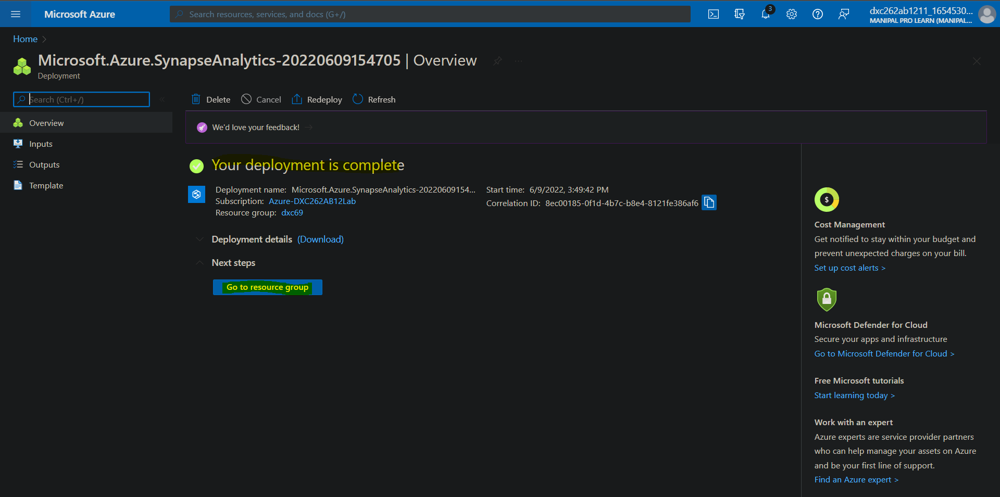 Microsoft Azure
Search resources, services, and docs (G+/)
3
dxc262ab1211_1654530...
MANIPAL PRO LEARN (MANIPAL...
Home
Microsoft.Azure.SynapseAnalytics-20220609154705 | Overview
Deployment
Search (Ctrl+/)
Delete
Cancel
Redeploy
Refresh
Overview
Inputs
Outputs
Template
We'd love your feedback!
Your deployment is complete
Deployment name: Microsoft.Azure.SynapseAnalytics-20220609154...
Subscription: Azure-DXC262AB12Lab
Resource group: dxc69
Start time: 6/9/2022, 3:49:42 PM
Correlation ID: 8ec00185-0f1d-4b7c-b8e4-8121fe386af6
Deployment details (Download)
Next steps
Go to resource group
$
Cost Management
Get notified to stay within your budget and
prevent unexpected charges on your bill.
Set up cost alerts >
Microsoft Defender for Cloud
Secure your apps and infrastructure
Go to Microsoft Defender for Cloud >
Free Microsoft tutorials
Start learning today >
Work with an expert
Azure experts are service provider partners
who can help manage your assets on Azure
and be your first line of support.
Find an Azure expert >